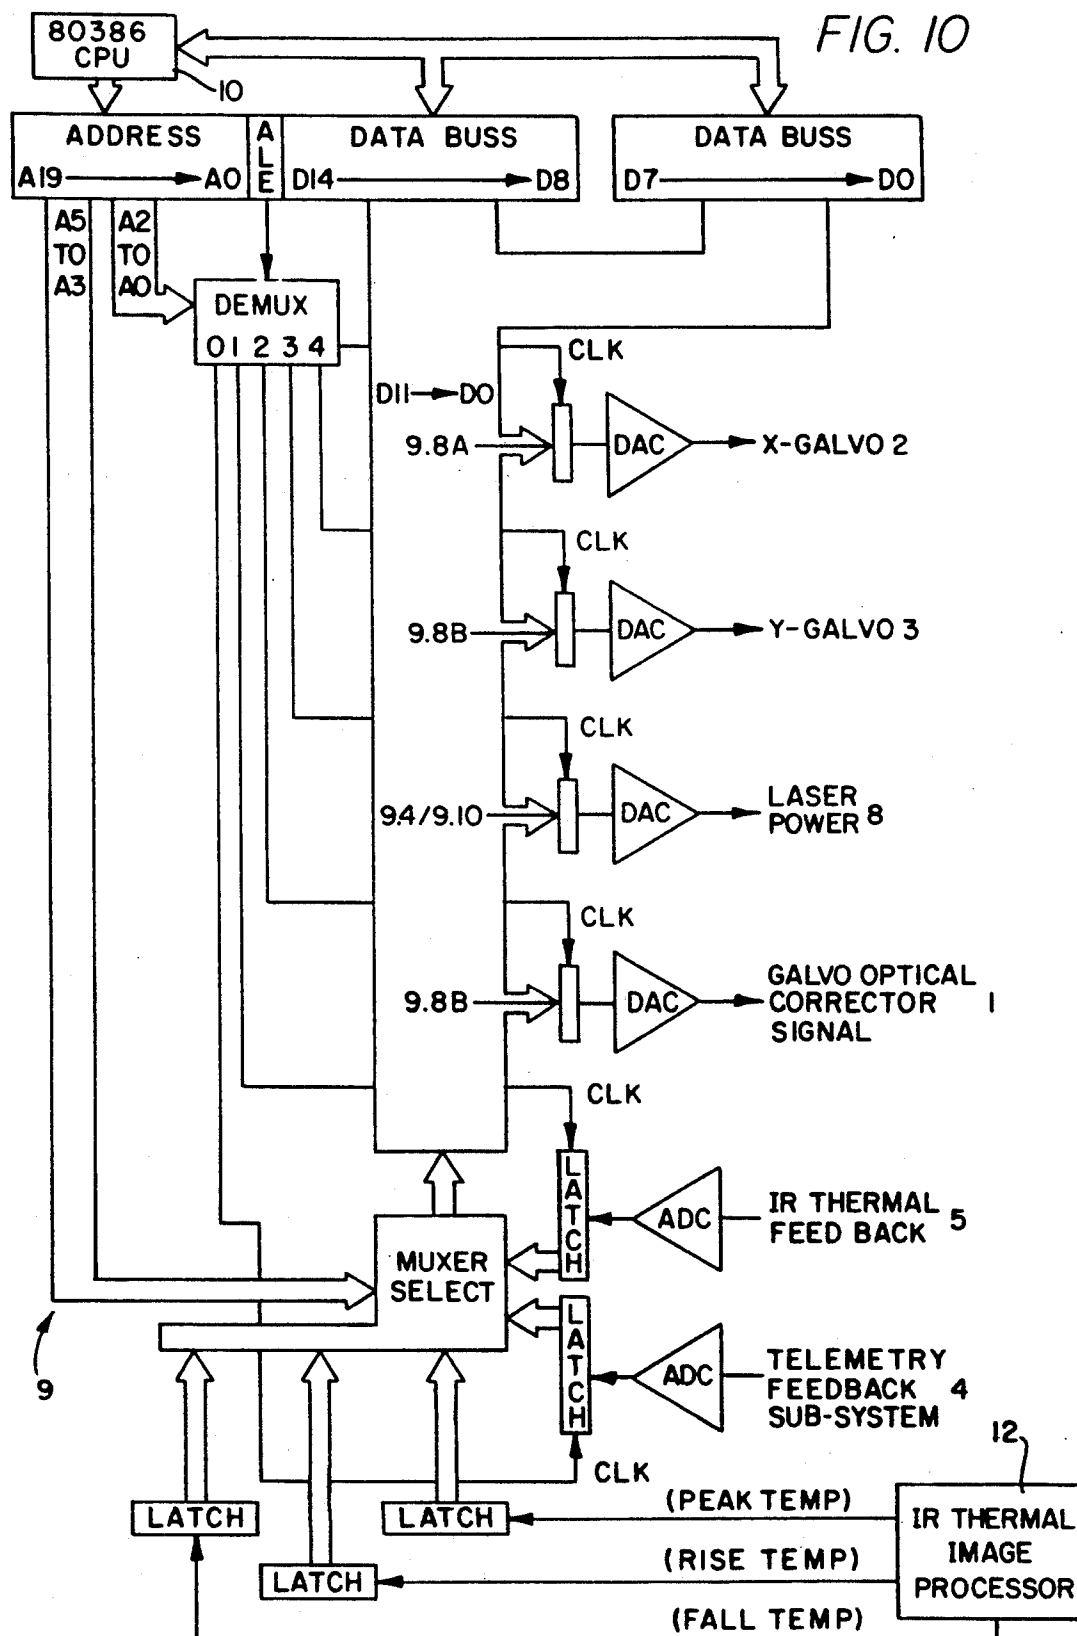 FIG. 10
80386
CPU
10
ADDRESS
A19 A0
ALE
DATA BUSS
D14 D8
DATA BUSS
D7 D0
A5
TO
A3
A2
TO
A0
DEMUX
0 1 2 3 4
D11 D0
CLK
9.8A
DAC
X-GALVO 2
CLK
9.8B
DAC
Y-GALVO 3
CLK
9.4/9.10
DAC
LASER
POWER 8
CLK
9.8B
DAC
GALVO OPTICAL
CORRECTOR 1
SIGNAL
CLK
LATCH
ADC
IR THERMAL
FEED BACK 5
MUXER
SELECT
LATCH
ADC
TELEMETRY
FEEDBACK 4
SUB-SYSTEM
CLK
9
12
LATCH
LATCH
(PEAK TEMP)
IR THERMAL
IMAGE
PROCESSOR
LATCH
(RISE TEMP)
(FALL TEMP)